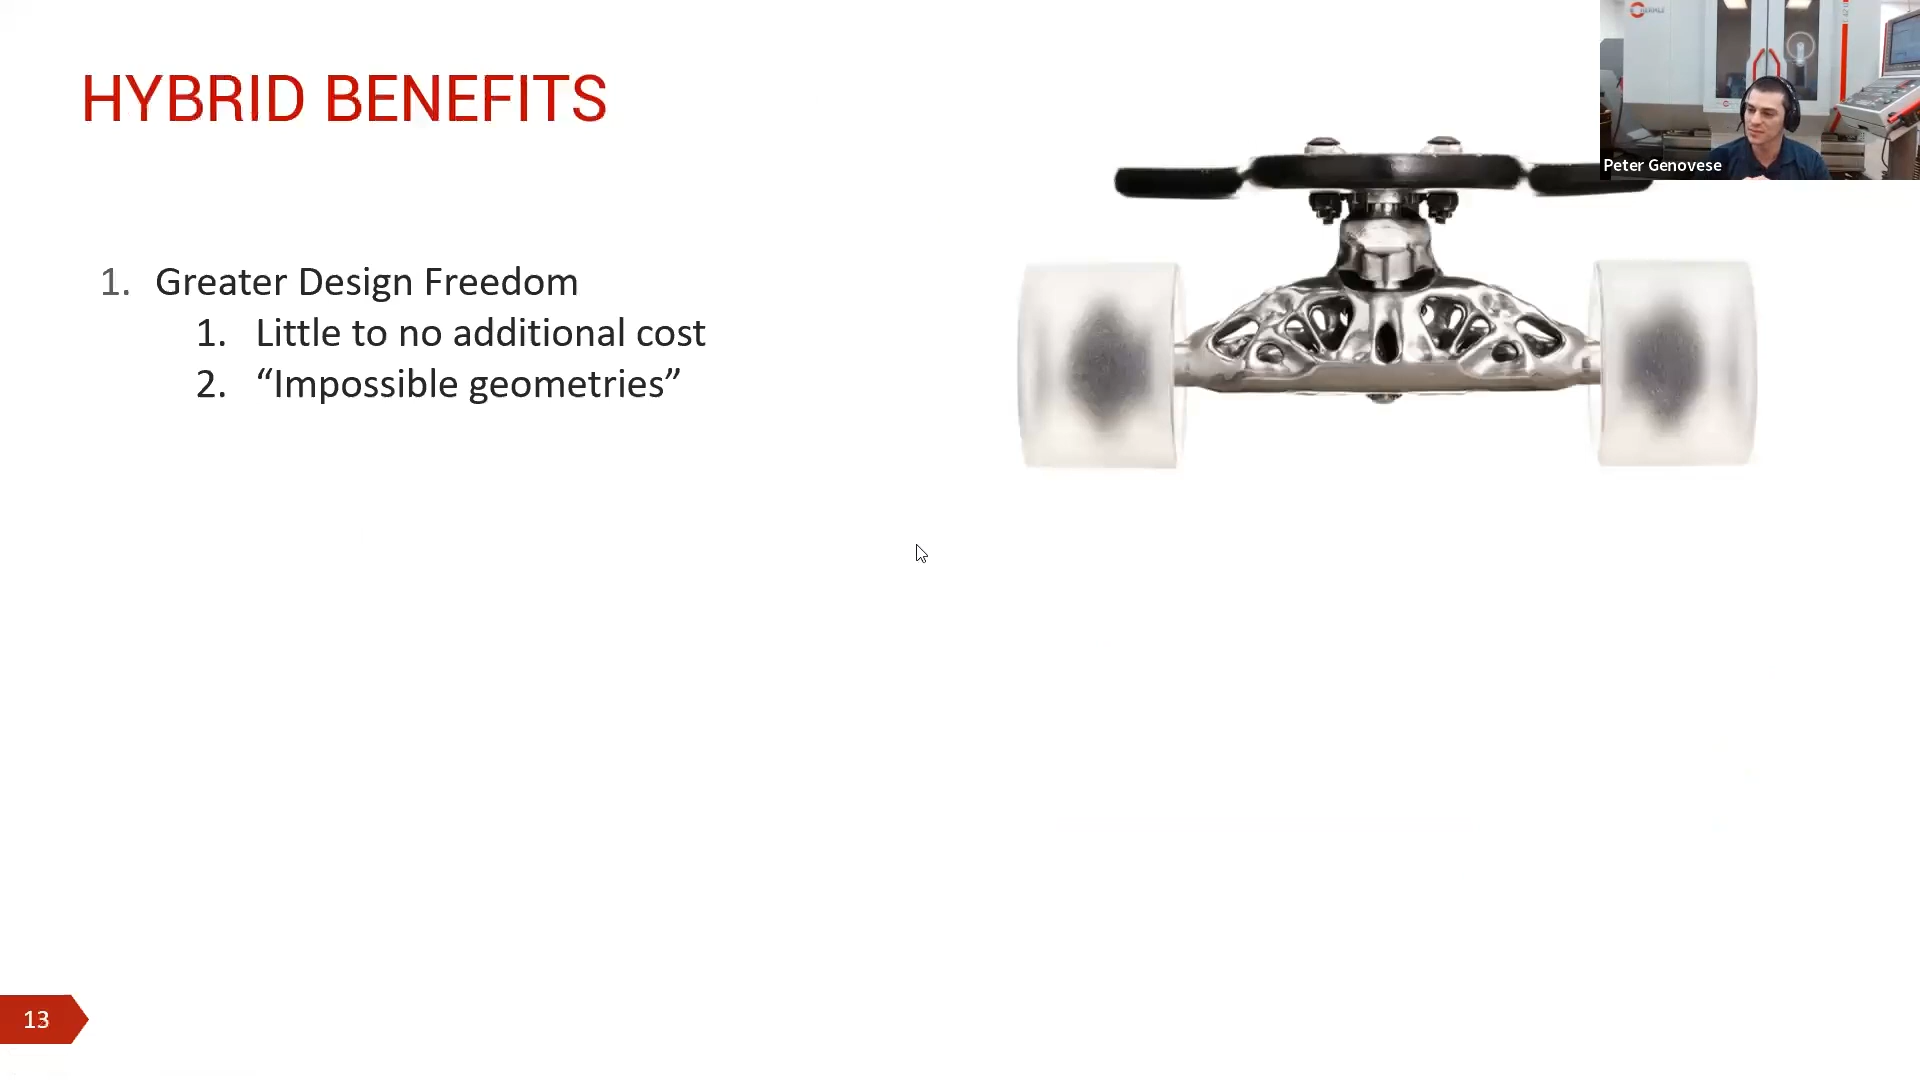 HYBRID BENEFITS
Peter Genovese
1. Greater Design Freedom
1. Little to no additional cost
2. “Impossible geometries”
13